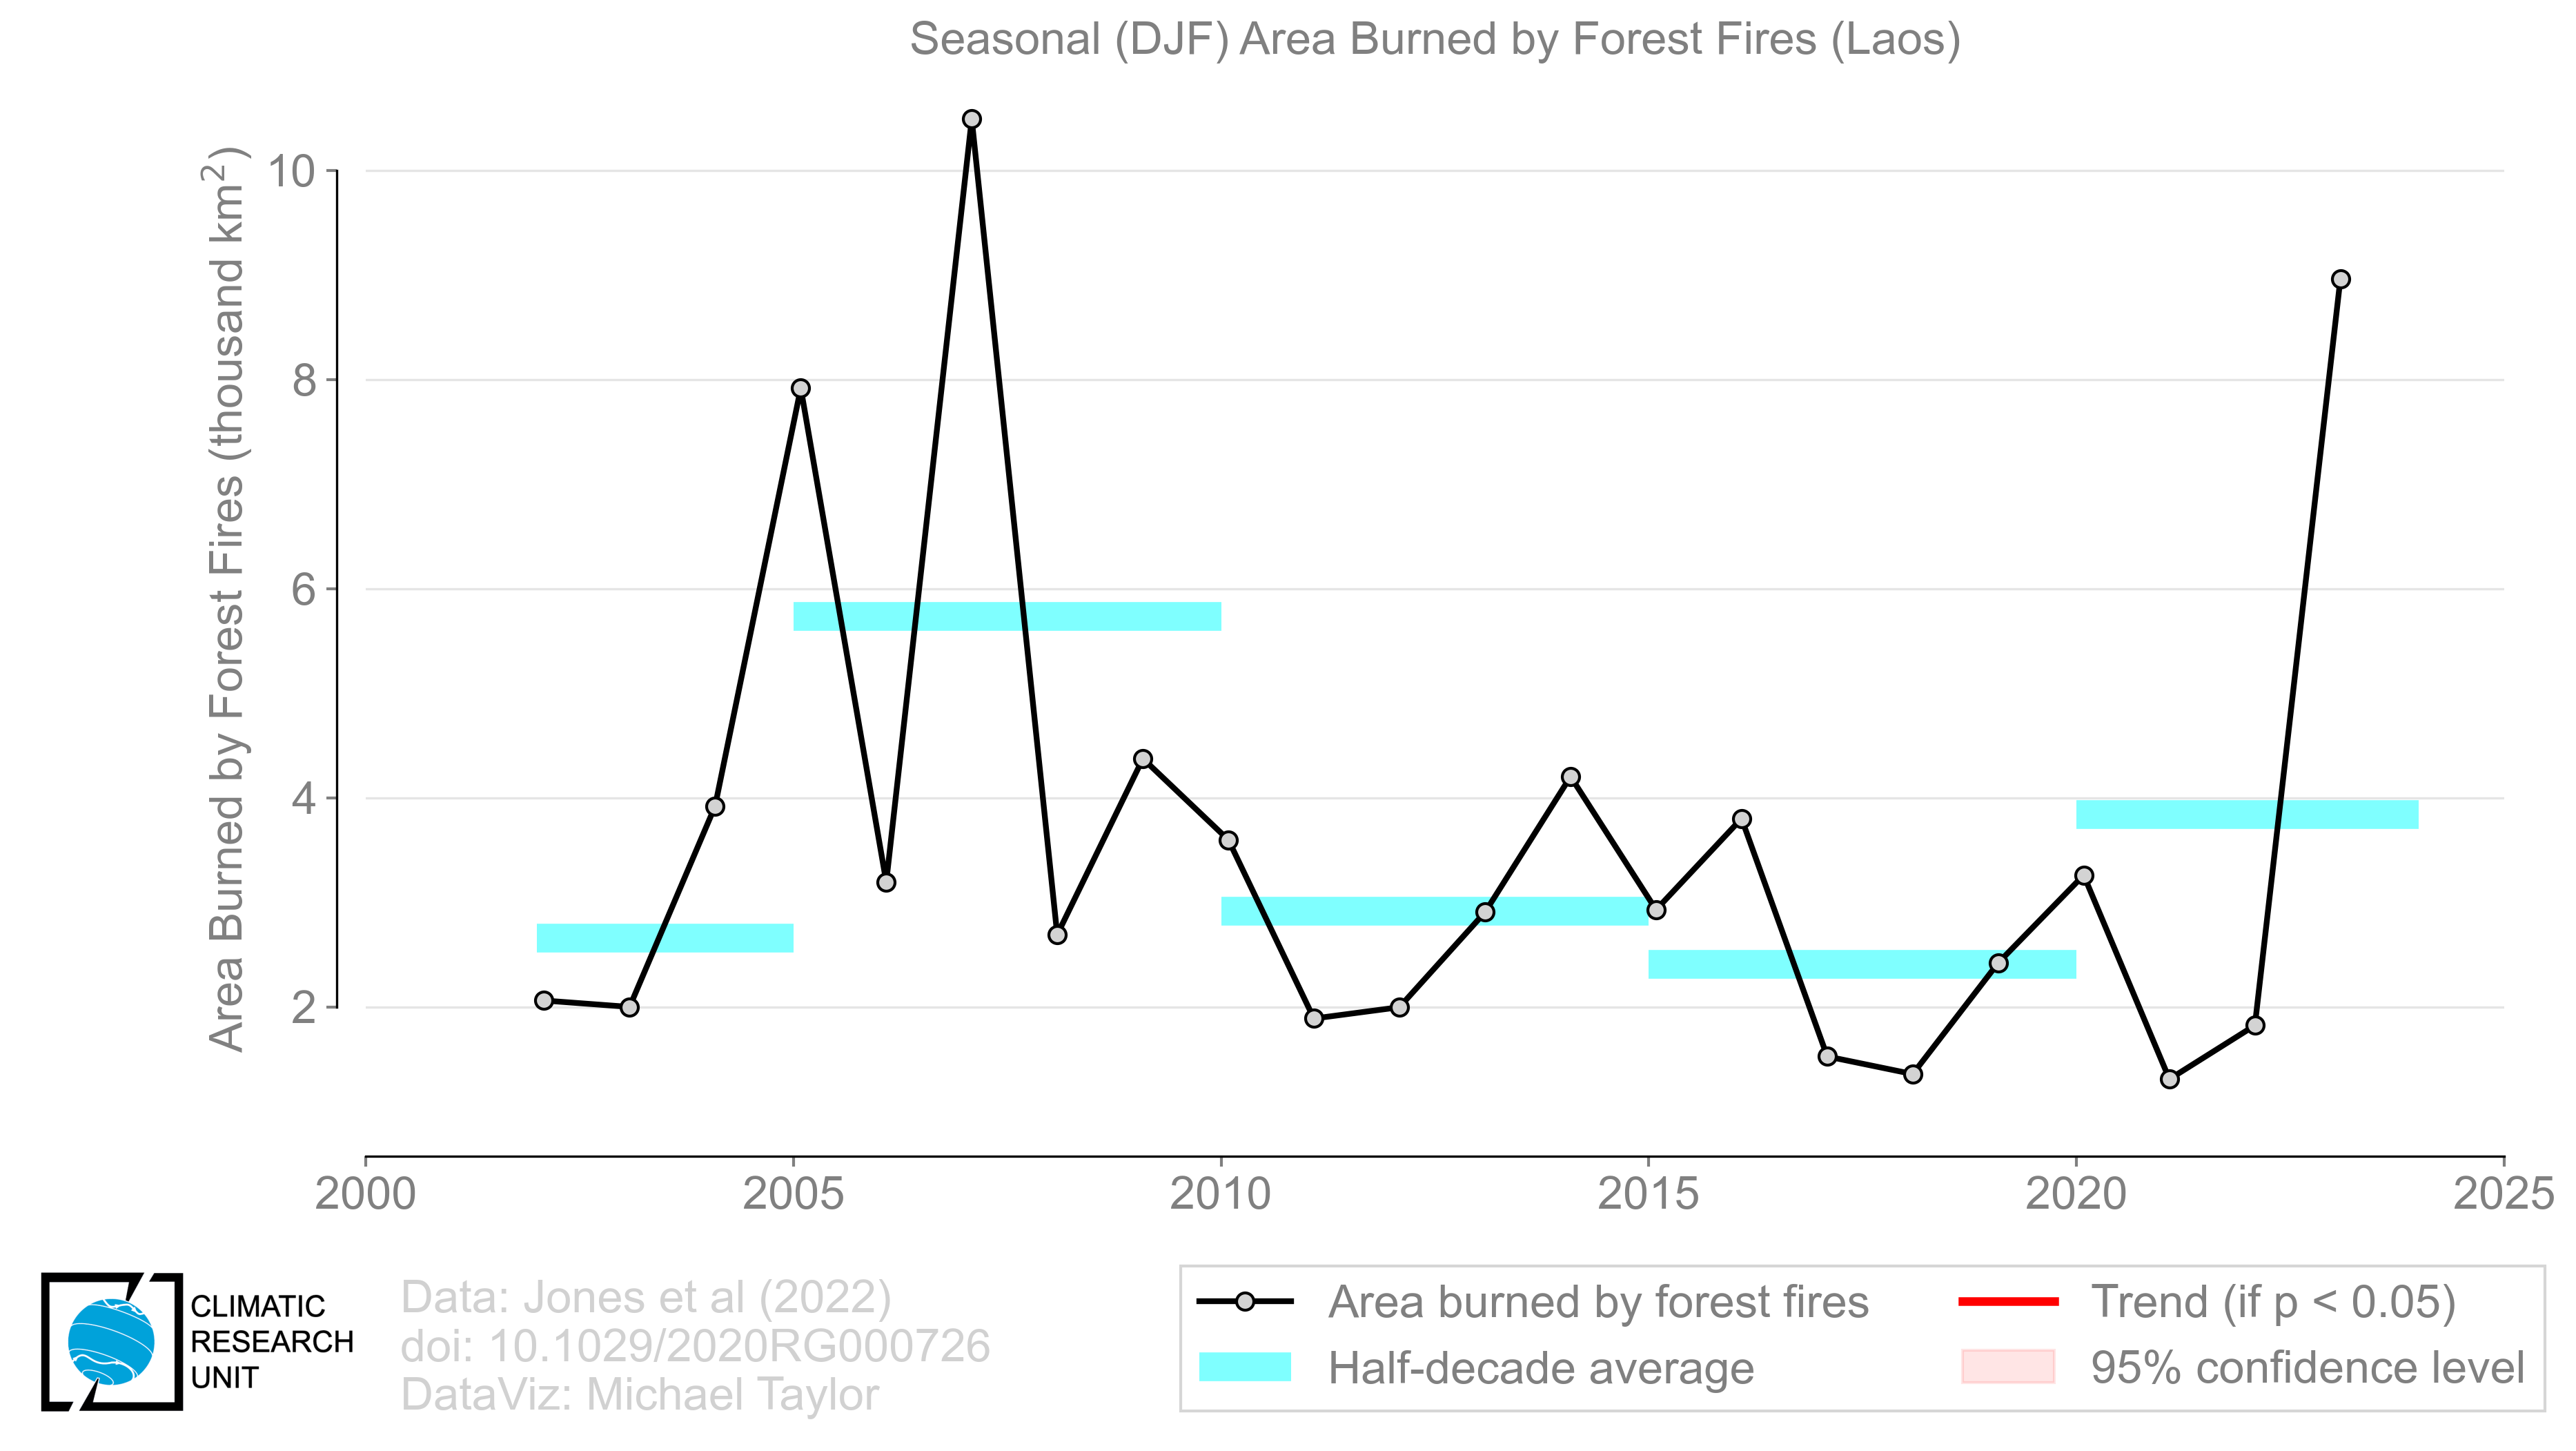 Seasonal (DJF) Area Burned by Forest Fires (Laos)
Area Burned by Forest Fires (thousand km²)
10
8
6
4
2
2000 2005 2010 2015 2020 2025
CLIMATIC
RESEARCH
UNIT
Data: Jones et al (2022)
doi: 10.1029/2020RG000726
DataViz: Michael Taylor
Area burned by forest fires
Half-decade average
Trend (if p < 0.05)
95% confidence level